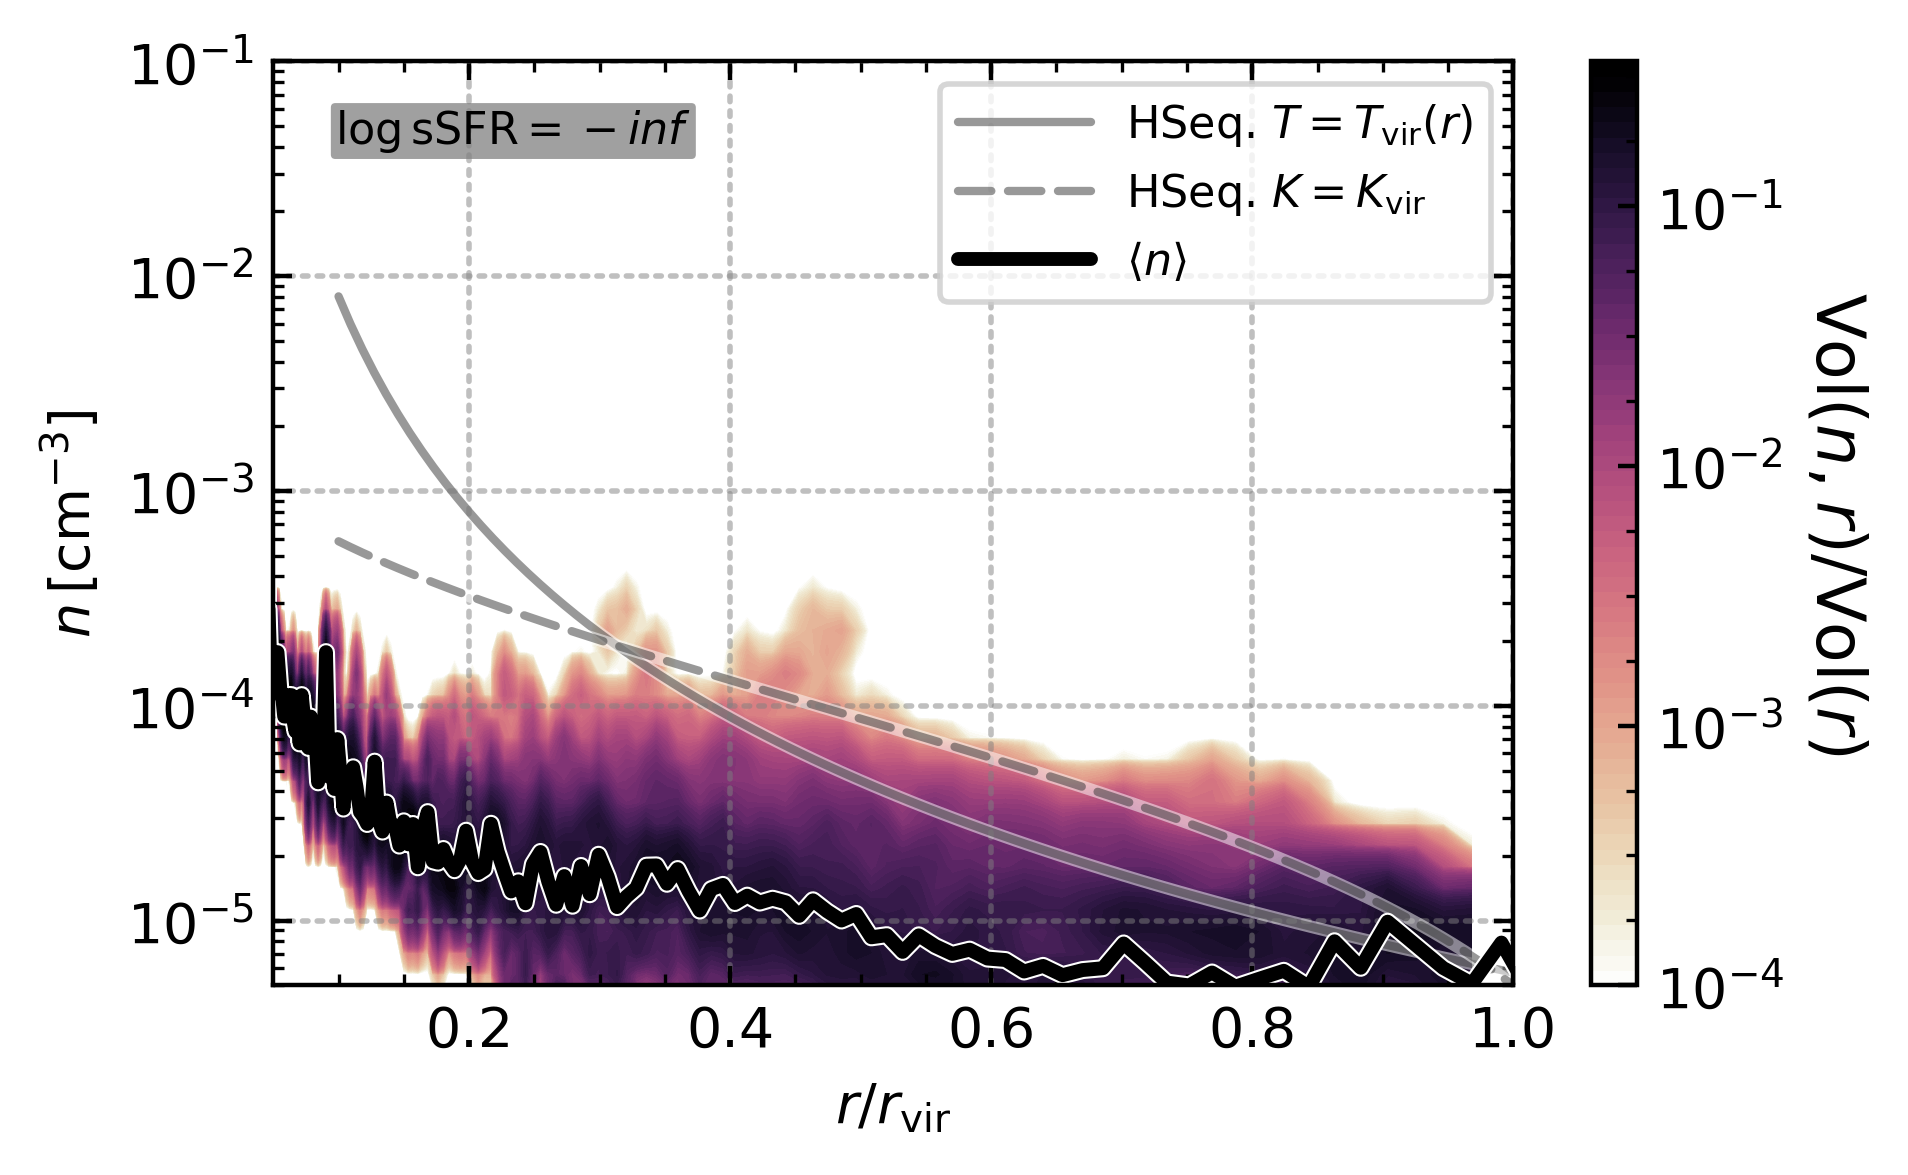 10⁻¹
10⁻²
10⁻³
10⁻⁴
10⁻⁵
n [cm⁻³]
log sSFR = −inf
HSeq. T = T_vir(r)
HSeq. K = K_vir
⟨n⟩
0.2 0.4 0.6 0.8 1.0
r/r_vir
10⁻¹
10⁻²
10⁻³
10⁻⁴
Vol(n, r)/Vol(r)